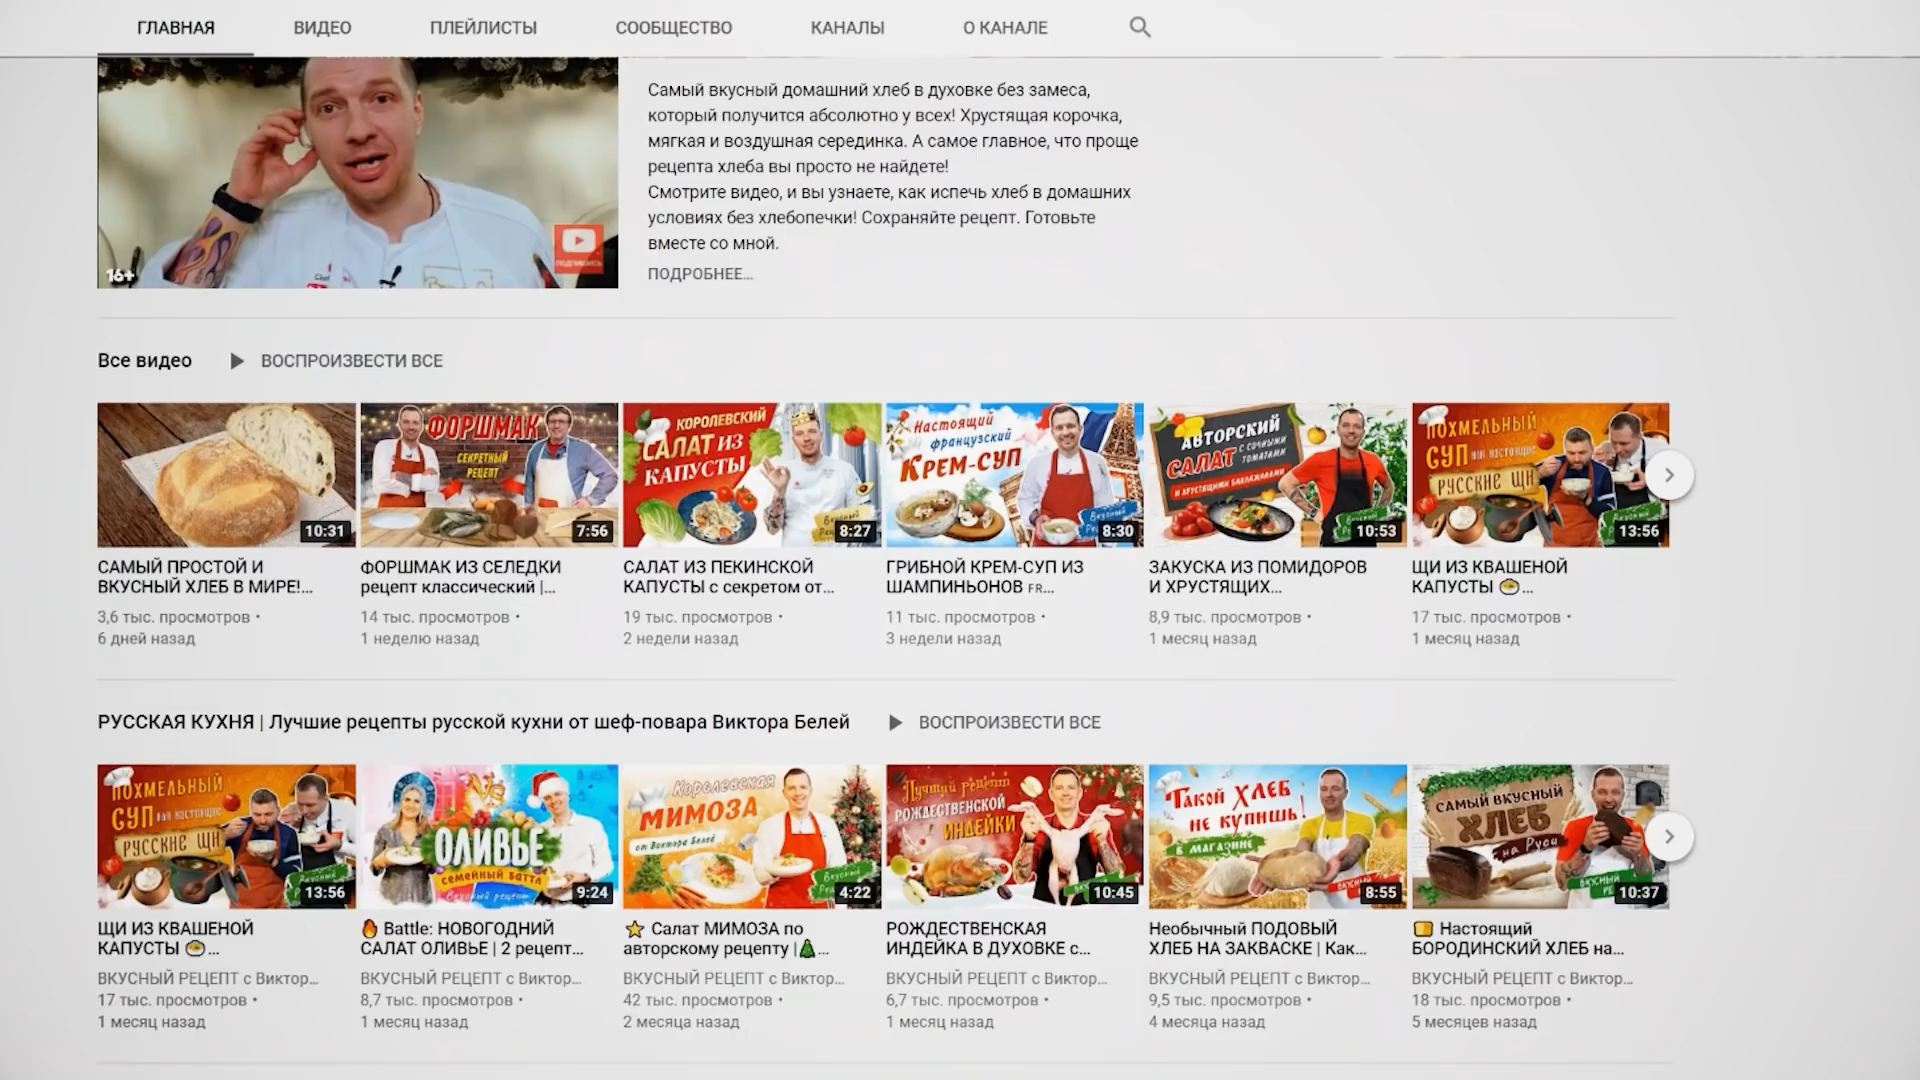 ГЛАВНАЯ ВИДЕО ПЛЕЙЛИСТЫ СООБЩЕСТВО КАНАЛЫ О КАНАЛЕ
Самый вкусный домашний хлеб в духовке без замеса,
который получится абсолютно у всех! Хрустящая корочка,
мягкая и воздушная серединка. А самое главное, что проще
рецепта хлеба вы просто не найдете!
Смотрите видео, и вы узнаете, как испечь хлеб в домашних
условиях без хлебопечки! Сохраняйте рецепт. Готовьте
вместе со мной.
ПОДРОБНЕЕ...
16+
Все видео ВОСПРОИЗВЕСТИ ВСЕ
10:31
ФОРШМАК
СЕКРЕТНЫЙ
РЕЦЕПТ
7:56
КОРОЛЕВСКИЙ
САЛАТ ИЗ
КАПУСТЫ
8:27
Настоящий
французский
КРЕМ-СУП
8:30
АВТОРСКИЙ
САЛАТ С СОЧНЫМИ
ТОМАТАМИ
И ХРУСТЯЩИМИ БАКЛАЖАНАМИ
10:53
ПОХМЕЛЬНЫЙ
СУП или настоящие
РУССКИЕ ЩИ
13:56
САМЫЙ ПРОСТОЙ И
ВКУСНЫЙ ХЛЕБ В МИРЕ!...
3,6 тыс. просмотров •
6 дней назад
ФОРШМАК ИЗ СЕЛЕДКИ
рецепт классический |...
14 тыс. просмотров •
1 неделю назад
САЛАТ ИЗ ПЕКИНСКОЙ
КАПУСТЫ с секретом от...
19 тыс. просмотров •
2 недели назад
ГРИБНОЙ КРЕМ-СУП ИЗ
ШАМПИНЬОНОВ FR...
11 тыс. просмотров •
3 недели назад
ЗАКУСКА ИЗ ПОМИДОРОВ
И ХРУСТЯЩИХ...
8,9 тыс. просмотров •
1 месяц назад
ЩИ ИЗ КВАШЕНОЙ
КАПУСТЫ 🍲...
17 тыс. просмотров •
1 месяц назад
РУССКАЯ КУХНЯ | Лучшие рецепты русской кухни от шеф-повара Виктора Белей ВОСПРОИЗВЕСТИ ВСЕ
ПОХМЕЛЬНЫЙ
СУП или настоящие
РУССКИЕ ЩИ
13:56
VS
ОЛИВЬЕ
семейный баттл
Вкусный рецепт
9:24
Королевская
МИМОЗА
от Виктора Белей
4:22
Лучший рецепт
РОЖДЕСТВЕНСКОЙ
ИНДЕЙКИ
10:45
Такой ХЛЕБ
не купишь!
в магазине
8:55
САМЫЙ ВКУСНЫЙ
ХЛЕБ
на Руси
10:37
ЩИ ИЗ КВАШЕНОЙ
КАПУСТЫ 🍲...
ВКУСНЫЙ РЕЦЕПТ с Виктор...
17 тыс. просмотров •
1 месяц назад
🔥 Battle: НОВОГОДНИЙ
САЛАТ ОЛИВЬЕ | 2 рецепт...
ВКУСНЫЙ РЕЦЕПТ с Виктор...
8,7 тыс. просмотров •
1 месяц назад
⭐ Салат МИМОЗА по
авторскому рецепту |🎄...
ВКУСНЫЙ РЕЦЕПТ с Виктор...
42 тыс. просмотров •
2 месяца назад
РОЖДЕСТВЕНСКАЯ
ИНДЕЙКА В ДУХОВКЕ с...
ВКУСНЫЙ РЕЦЕПТ с Виктор...
6,7 тыс. просмотров •
1 месяц назад
Необычный ПОДОВЫЙ
ХЛЕБ НА ЗАКВАСКЕ | Как...
ВКУСНЫЙ РЕЦЕПТ с Виктор...
9,5 тыс. просмотров •
4 месяца назад
🍞 Настоящий
БОРОДИНСКИЙ ХЛЕБ на...
ВКУСНЫЙ РЕЦЕПТ с Виктор...
18 тыс. просмотров •
5 месяцев назад